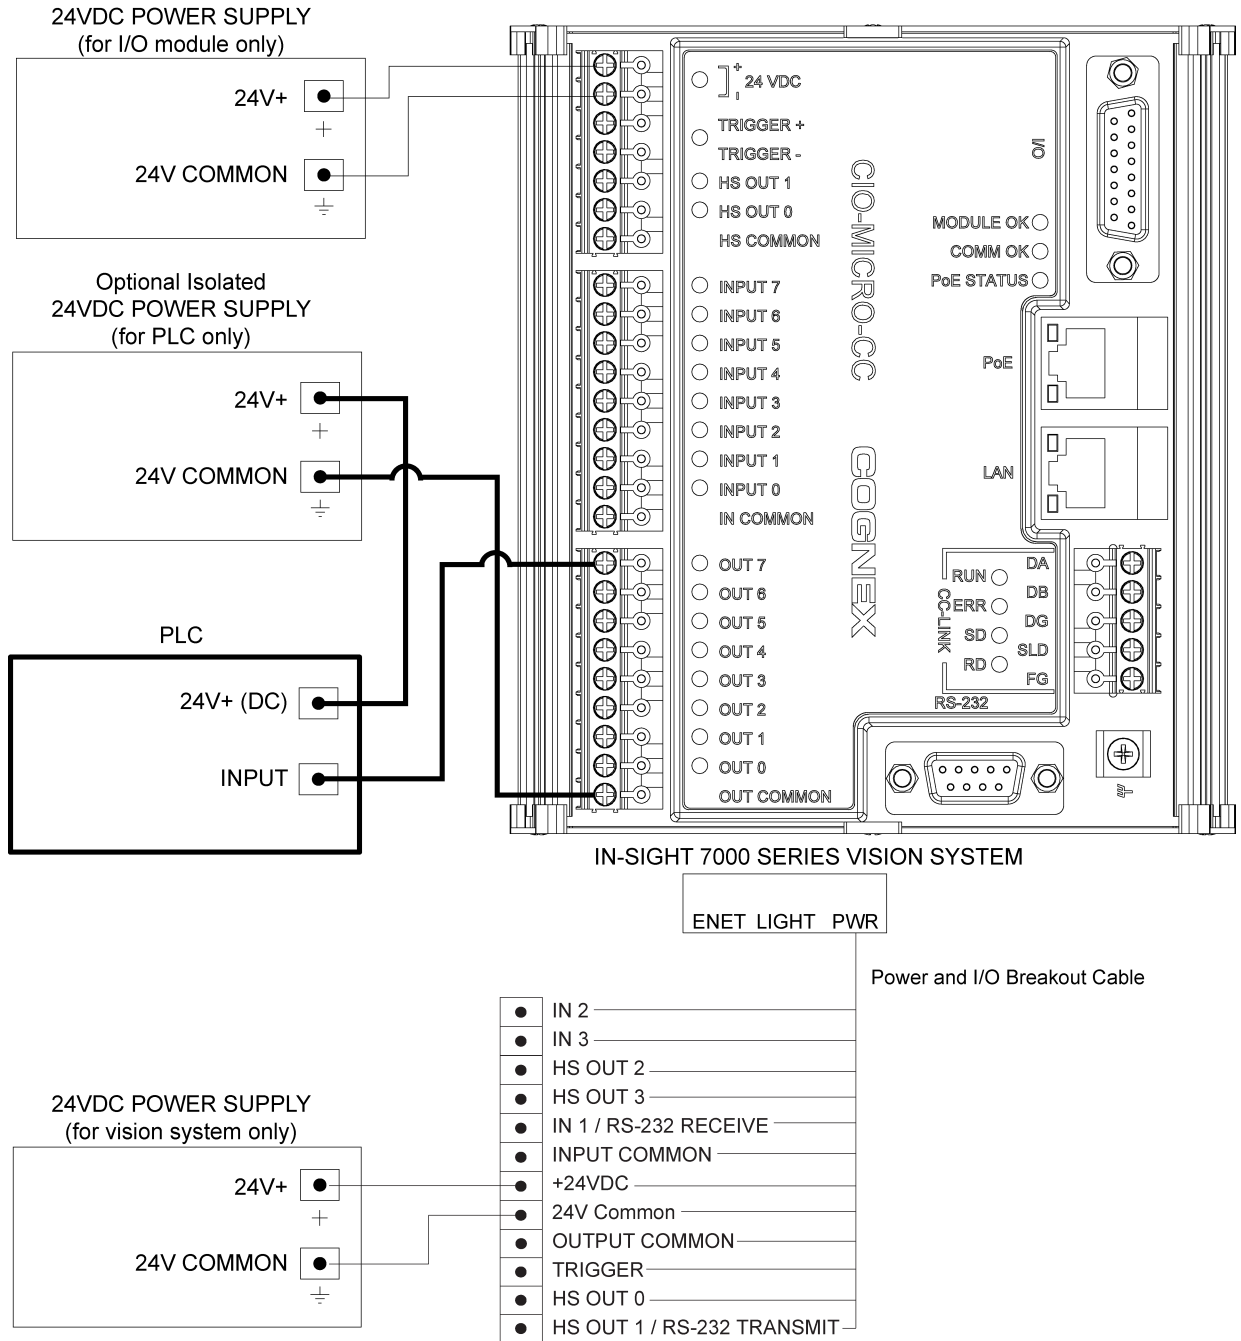 24VDC POWER SUPPLY
(for I/O module only)
24V+
+
24V COMMON
Optional Isolated
24VDC POWER SUPPLY
(for PLC only)
24V+
+
24V COMMON
PLC
24V+ (DC)
INPUT
+
24 VDC
-
TRIGGER +
TRIGGER -
HS OUT 1
HS OUT 0
HS COMMON
INPUT 7
INPUT 6
INPUT 5
INPUT 4
INPUT 3
INPUT 2
INPUT 1
INPUT 0
IN COMMON
OUT 7
OUT 6
OUT 5
OUT 4
OUT 3
OUT 2
OUT 1
OUT 0
OUT COMMON
CIO-MICRO-CC
COGNEX
I/O
MODULE OK
COMM OK
PoE STATUS
PoE
LAN
CC-LINK
RUN
ERR
SD
RD
DA
DB
DG
SLD
FG
RS-232
IN-SIGHT 7000 SERIES VISION SYSTEM
ENET LIGHT PWR
Power and I/O Breakout Cable
IN 2
IN 3
HS OUT 2
HS OUT 3
IN 1 / RS-232 RECEIVE
INPUT COMMON
+24VDC
24V Common
OUTPUT COMMON
TRIGGER
HS OUT 0
HS OUT 1 / RS-232 TRANSMIT
24VDC POWER SUPPLY
(for vision system only)
24V+
+
24V COMMON